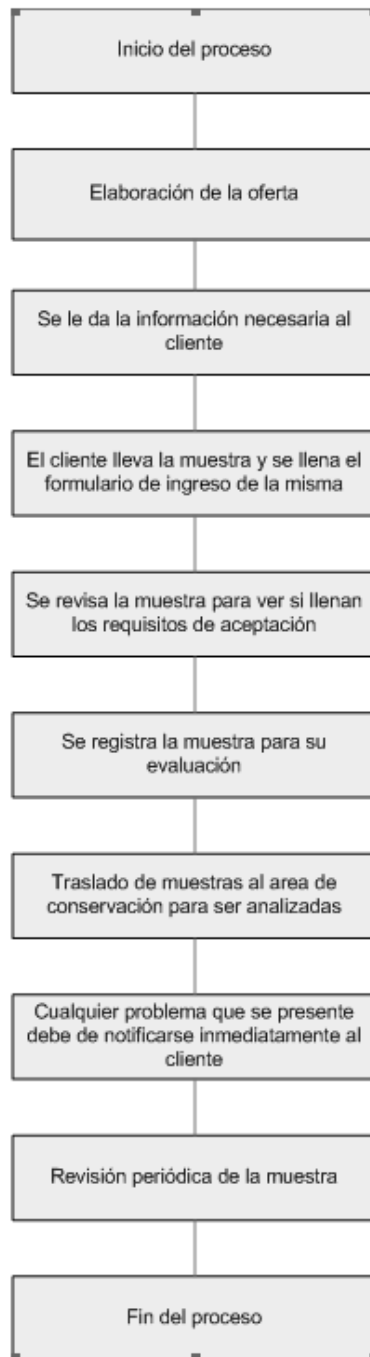 Inicio del proceso
Elaboración de la oferta
Se le da la información necesaria al
cliente
El cliente lleva la muestra y se llena el
formulario de ingreso de la misma
Se revisa la muestra para ver si llenan
los requisitos de aceptación
Se registra la muestra para su
evaluación
Traslado de muestras al area de
conservación para ser analizadas
Cualquier problema que se presente
debe de notificarse inmediatamente al
cliente
Revisión periódica de la muestra
Fin del proceso